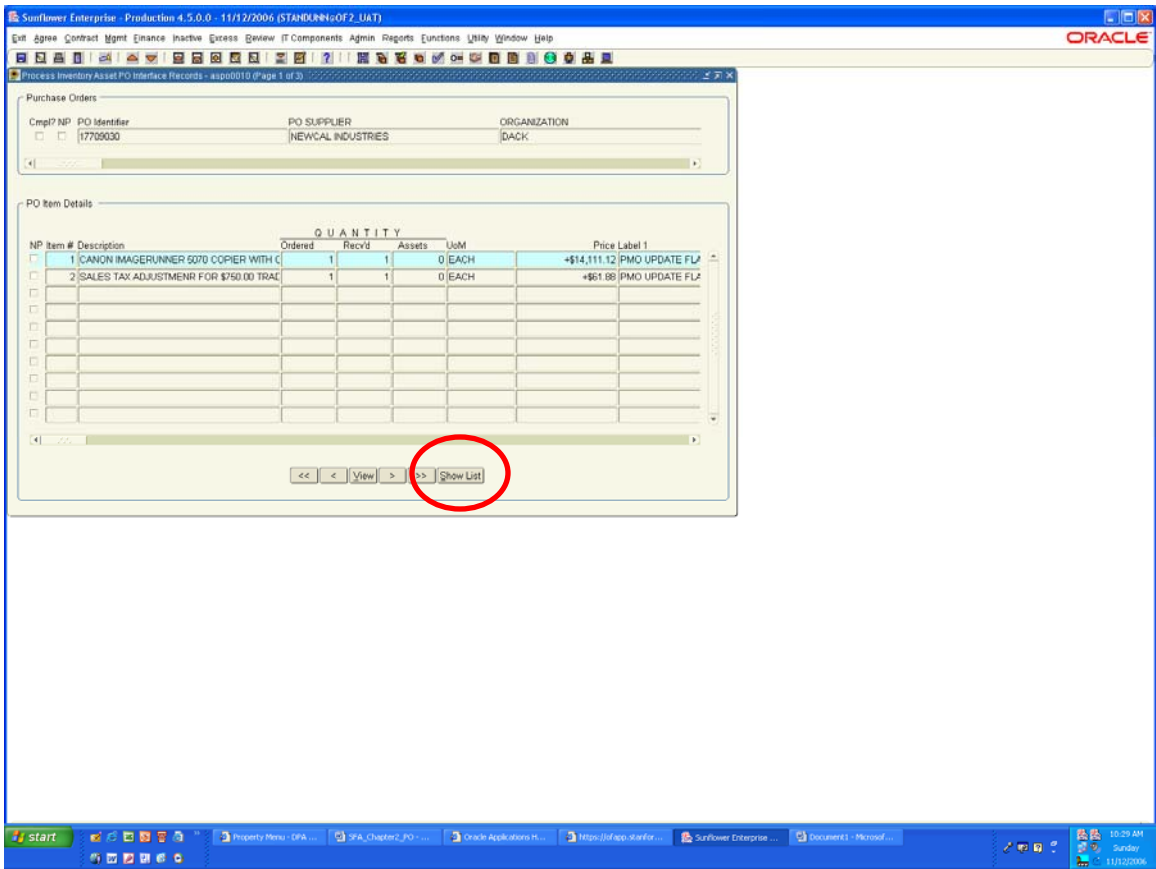 Sunflower Enterprise - Production 4.5.0.0 - 11/12/2006 (STANDUNN@OF2_UAT)
Exit Agree Contract Mgmt Finance Inactive Excess Review IT Components Admin Reports Functions Utility Window Help
ORACLE
Process Inventory Asset PO Interface Records - aspo0010 (Page 1 of 3)
Purchase Orders
Cmpl? NP PO Identifier PO SUPPLIER ORGANIZATION
17709030 NEWCAL INDUSTRIES DACK
PO Item Details
QUANTITY
NP Item # Description Ordered Recv'd Assets UoM Price Label 1
1 CANON IMAGERUNNER 5070 COPIER WITH C 1 1 0 EACH +$14,111.12 PMO UPDATE FLA
2 SALES TAX ADJUSTMENR FOR $750.00 TRAD 1 1 0 EACH +$61.88 PMO UPDATE FLA
<< < View > >> Show List
start Property Menu - DPA ... SPA_Chapter2_PO - ... Oracle Applications H... https://ofapp.stanfor... Sunflower Enterprise ... Document1 - Microsof... 10:29 AM
Sunday
11/12/2006